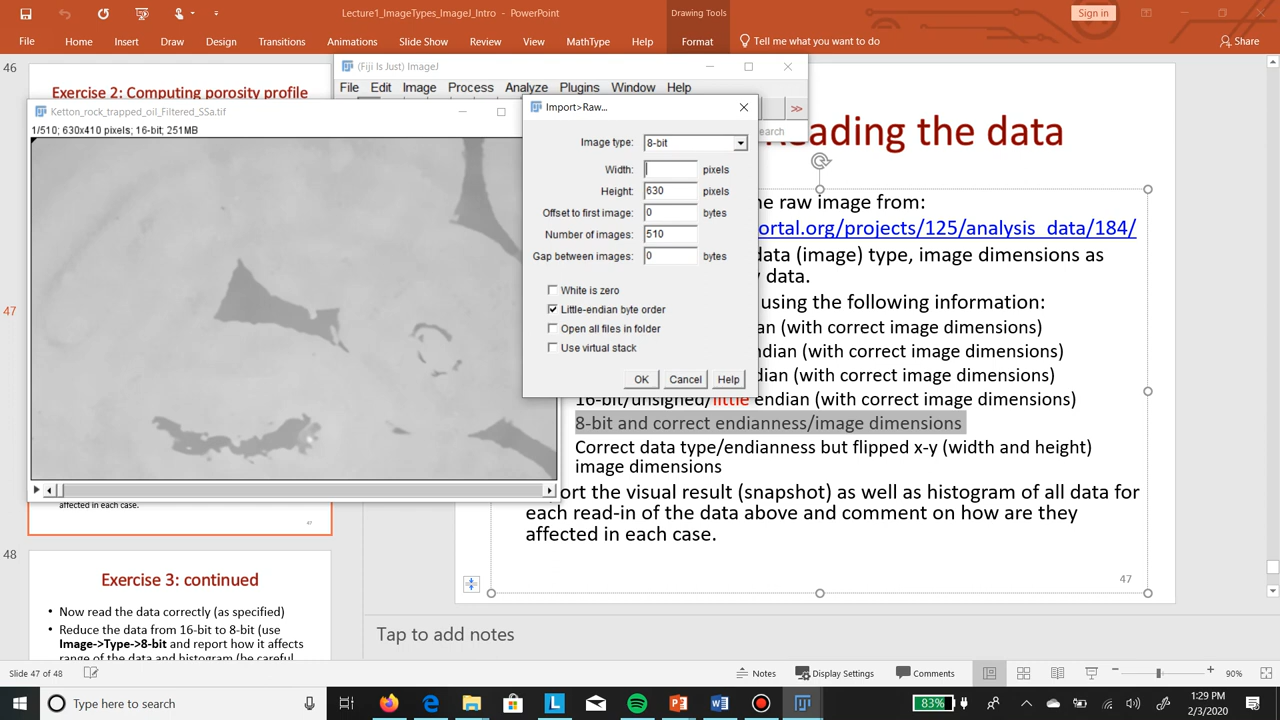 Lecture1_ImageTypes_ImageJ_Intro - PowerPoint
Drawing Tools
Sign in
File Home Insert Draw Design Transitions Animations Slide Show Review View MathType Help Format Tell me what you want to do Share
46
Exercise 2: Computing porosity profile
(Fiji Is Just) ImageJ
File Edit Image Process Analyze Plugins Window Help
>>
Ketton_rock_trapped_oil_Filtered_SSa.tif
1/510; 630x410 pixels; 16-bit; 251MB
Import>Raw...
Image type: 8-bit
Width: pixels
Height: 630 pixels
Offset to first image: 0 bytes
Number of images: 510
Gap between images: 0 bytes
White is zero
Little-endian byte order
Open all files in folder
Use virtual stack
OK Cancel Help
earch
ading the data
he raw image from:
ortal.org/projects/125/analysis_data/184/
data (image) type, image dimensions as
data.
using the following information:
an (with correct image dimensions)
ndian (with correct image dimensions)
dian (with correct image dimensions)
16-bit/unsigned/little endian (with correct image dimensions)
8-bit and correct endianness/image dimensions
Correct data type/endianness but flipped x-y (width and height)
image dimensions
ort the visual result (snapshot) as well as histogram of all data for
each read-in of the data above and comment on how are they
affected in each case.
47
47
affected in each case.
47
48
Exercise 3: continued
• Now read the data correctly (as specified)
• Reduce the data from 16-bit to 8-bit (use
Image->Type->8-bit and report how it affects
range of the data and histogram (be careful
Tap to add notes
Slide 47 of 48
Notes Display Settings Comments 90%
Type here to search
83%
1:29 PM
2/3/2020